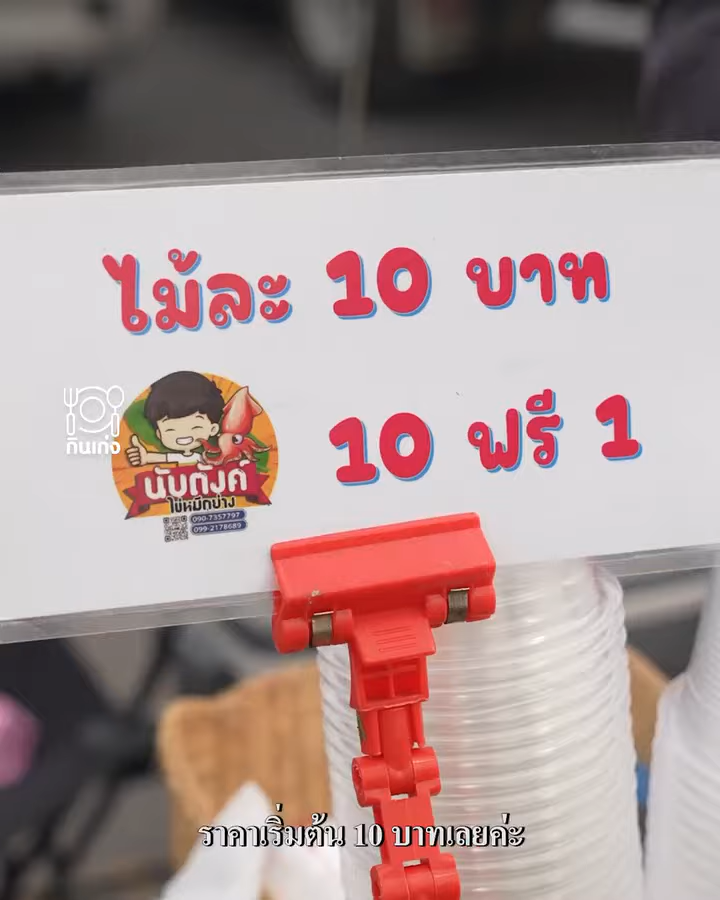 ไม้ละ 10 บาท
10 ฟรี 1
กินเก่ง
นับตังค์
ไข่หมึกย่าง
090-7357797
099-2178689
ราคาเริ่มต้น 10 บาทเลยค่ะ